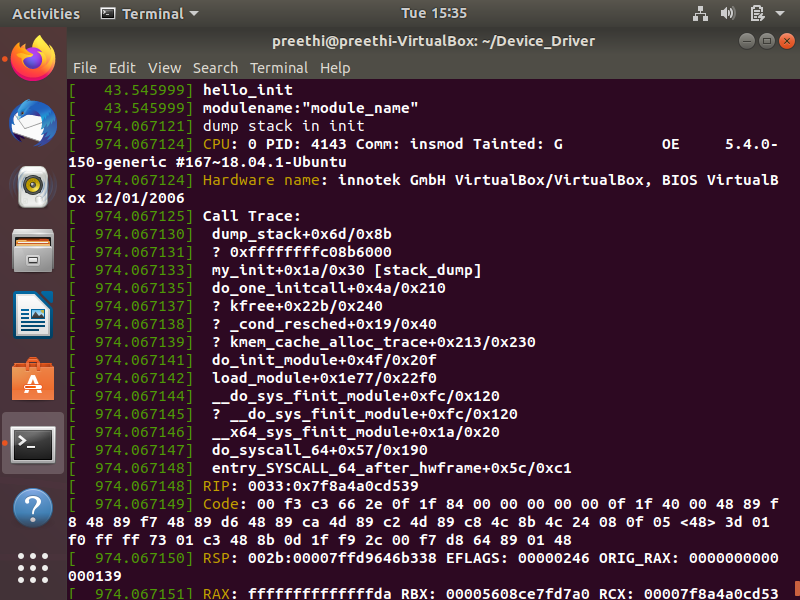 Activities Terminal Tue 15:35
preethi@preethi-VirtualBox: ~/Device_Driver
File Edit View Search Terminal Help
[   43.545999] hello_init
[   43.545999] modulename:"module_name"
[  974.067121] dump stack in init
[  974.067124] CPU: 0 PID: 4143 Comm: insmod Tainted: G           OE     5.4.0-
150-generic #167~18.04.1-Ubuntu
[  974.067124] Hardware name: innotek GmbH VirtualBox/VirtualBox, BIOS VirtualB
ox 12/01/2006
[  974.067125] Call Trace:
[  974.067130]  dump_stack+0x6d/0x8b
[  974.067131]  ? 0xffffffffc08b6000
[  974.067133]  my_init+0x1a/0x30 [stack_dump]
[  974.067135]  do_one_initcall+0x4a/0x210
[  974.067137]  ? kfree+0x22b/0x240
[  974.067138]  ? _cond_resched+0x19/0x40
[  974.067139]  ? kmem_cache_alloc_trace+0x213/0x230
[  974.067141]  do_init_module+0x4f/0x20f
[  974.067142]  load_module+0x1e77/0x22f0
[  974.067144]  __do_sys_finit_module+0xfc/0x120
[  974.067145]  ? __do_sys_finit_module+0xfc/0x120
[  974.067146]  __x64_sys_finit_module+0x1a/0x20
[  974.067147]  do_syscall_64+0x57/0x190
[  974.067148]  entry_SYSCALL_64_after_hwframe+0x5c/0xc1
[  974.067148] RIP: 0033:0x7f8a4a0cd539
[  974.067149] Code: 00 f3 c3 66 2e 0f 1f 84 00 00 00 00 00 0f 1f 40 00 48 89 f
8 48 89 f7 48 89 d6 48 89 ca 4d 89 c2 4d 89 c8 4c 8b 4c 24 08 0f 05 <48> 3d 01
f0 ff ff 73 01 c3 48 8b 0d 1f f9 2c 00 f7 d8 64 89 01 48
[  974.067150] RSP: 002b:00007ffd9646b338 EFLAGS: 00000246 ORIG_RAX: 0000000000
000139
[  974.067151] RAX: ffffffffffffffda RBX: 00005608ce7fd7a0 RCX: 00007f8a4a0cd53